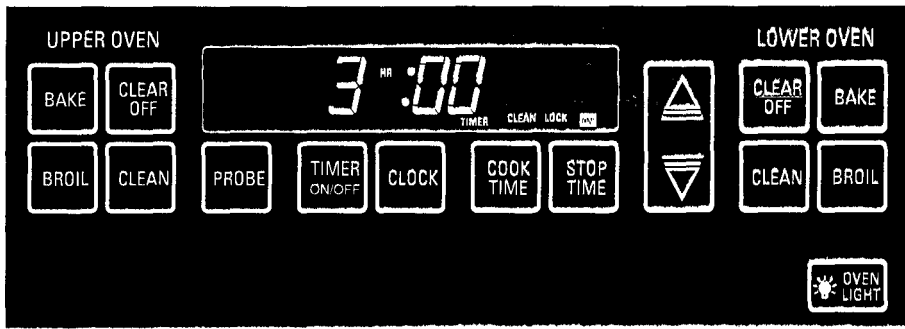 UPPER OVEN
LOWER OVEN
BAKE
CLEAR
OFF
3 HR :00
TIMER CLEAN LOCK
CLEAR
OFF
BAKE
BROIL
CLEAN
PROBE
TIMER
ON/OFF
CLOCK
COOK
TIME
STOP
TIME
CLEAN
BROIL
OVEN
LIGHT